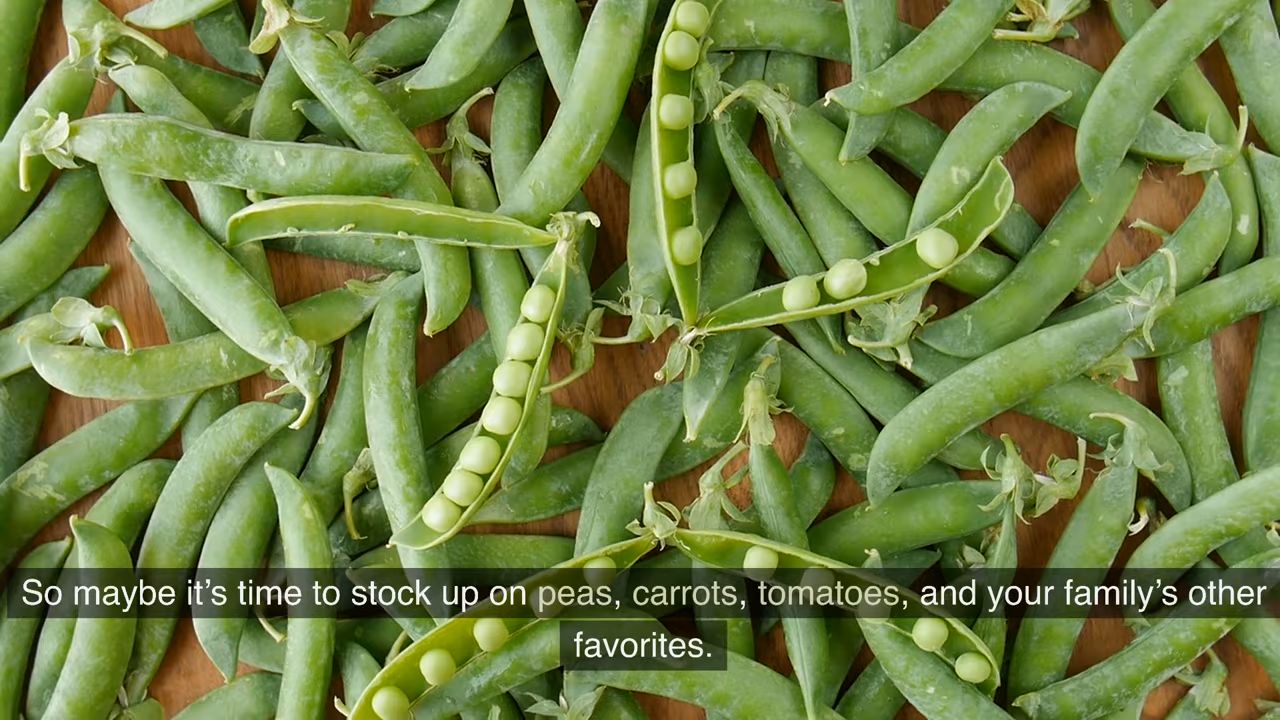 So maybe it’s time to stock up on peas, carrots, tomatoes, and your family’s other
favorites.